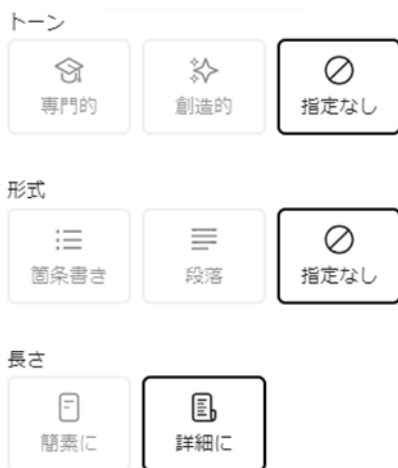 トーン
専門的 創造的 指定なし
形式
箇条書き 段落 指定なし
長さ
簡素に 詳細に